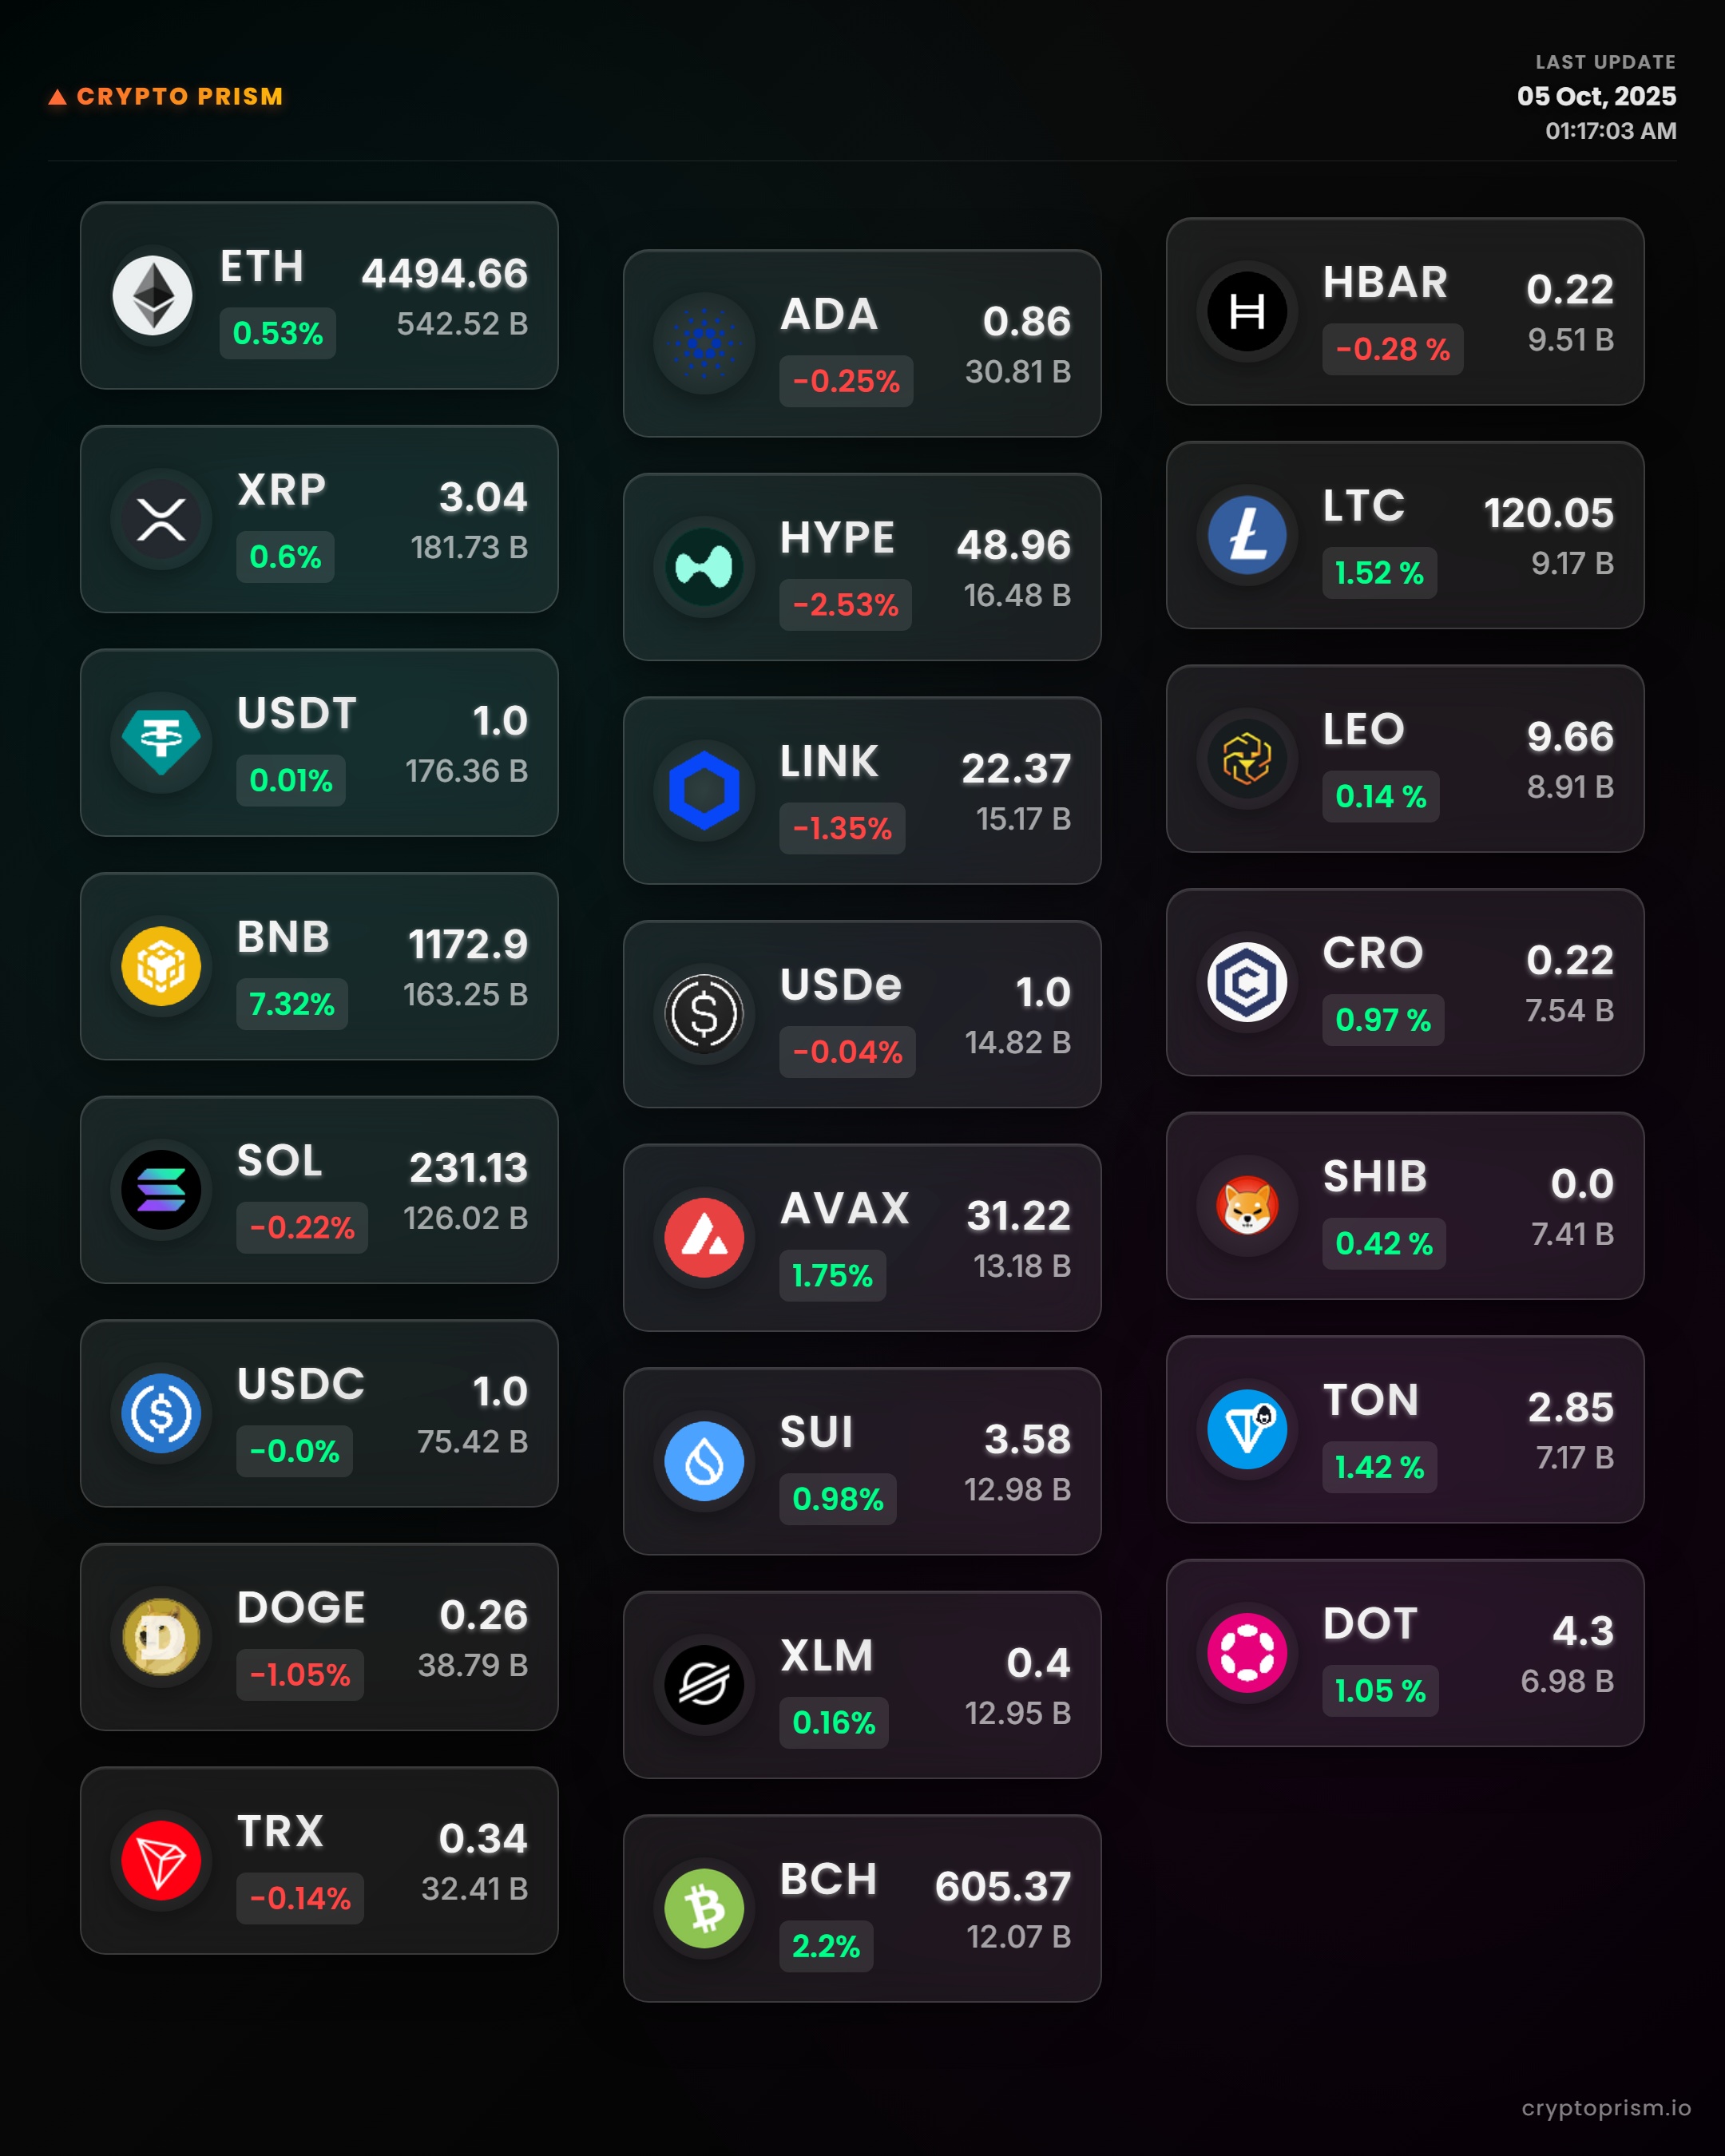 CRYPTO PRISM
LAST UPDATE
05 Oct, 2025
01:17:03 AM
ETH 4494.66
0.53% 542.52 B
XRP 3.04
0.6% 181.73 B
USDT 1.0
0.01% 176.36 B
BNB 1172.9
7.32% 163.25 B
SOL 231.13
-0.22% 126.02 B
USDC 1.0
-0.0% 75.42 B
DOGE 0.26
-1.05% 38.79 B
TRX 0.34
-0.14% 32.41 B
ADA 0.86
-0.25% 30.81 B
HYPE 48.96
-2.53% 16.48 B
LINK 22.37
-1.35% 15.17 B
USDe 1.0
-0.04% 14.82 B
AVAX 31.22
1.75% 13.18 B
SUI 3.58
0.98% 12.98 B
XLM 0.4
0.16% 12.95 B
BCH 605.37
2.2% 12.07 B
HBAR 0.22
-0.28 % 9.51 B
LTC 120.05
1.52 % 9.17 B
LEO 9.66
0.14 % 8.91 B
CRO 0.22
0.97 % 7.54 B
SHIB 0.0
0.42 % 7.41 B
TON 2.85
1.42 % 7.17 B
DOT 4.3
1.05 % 6.98 B
cryptoprism.io